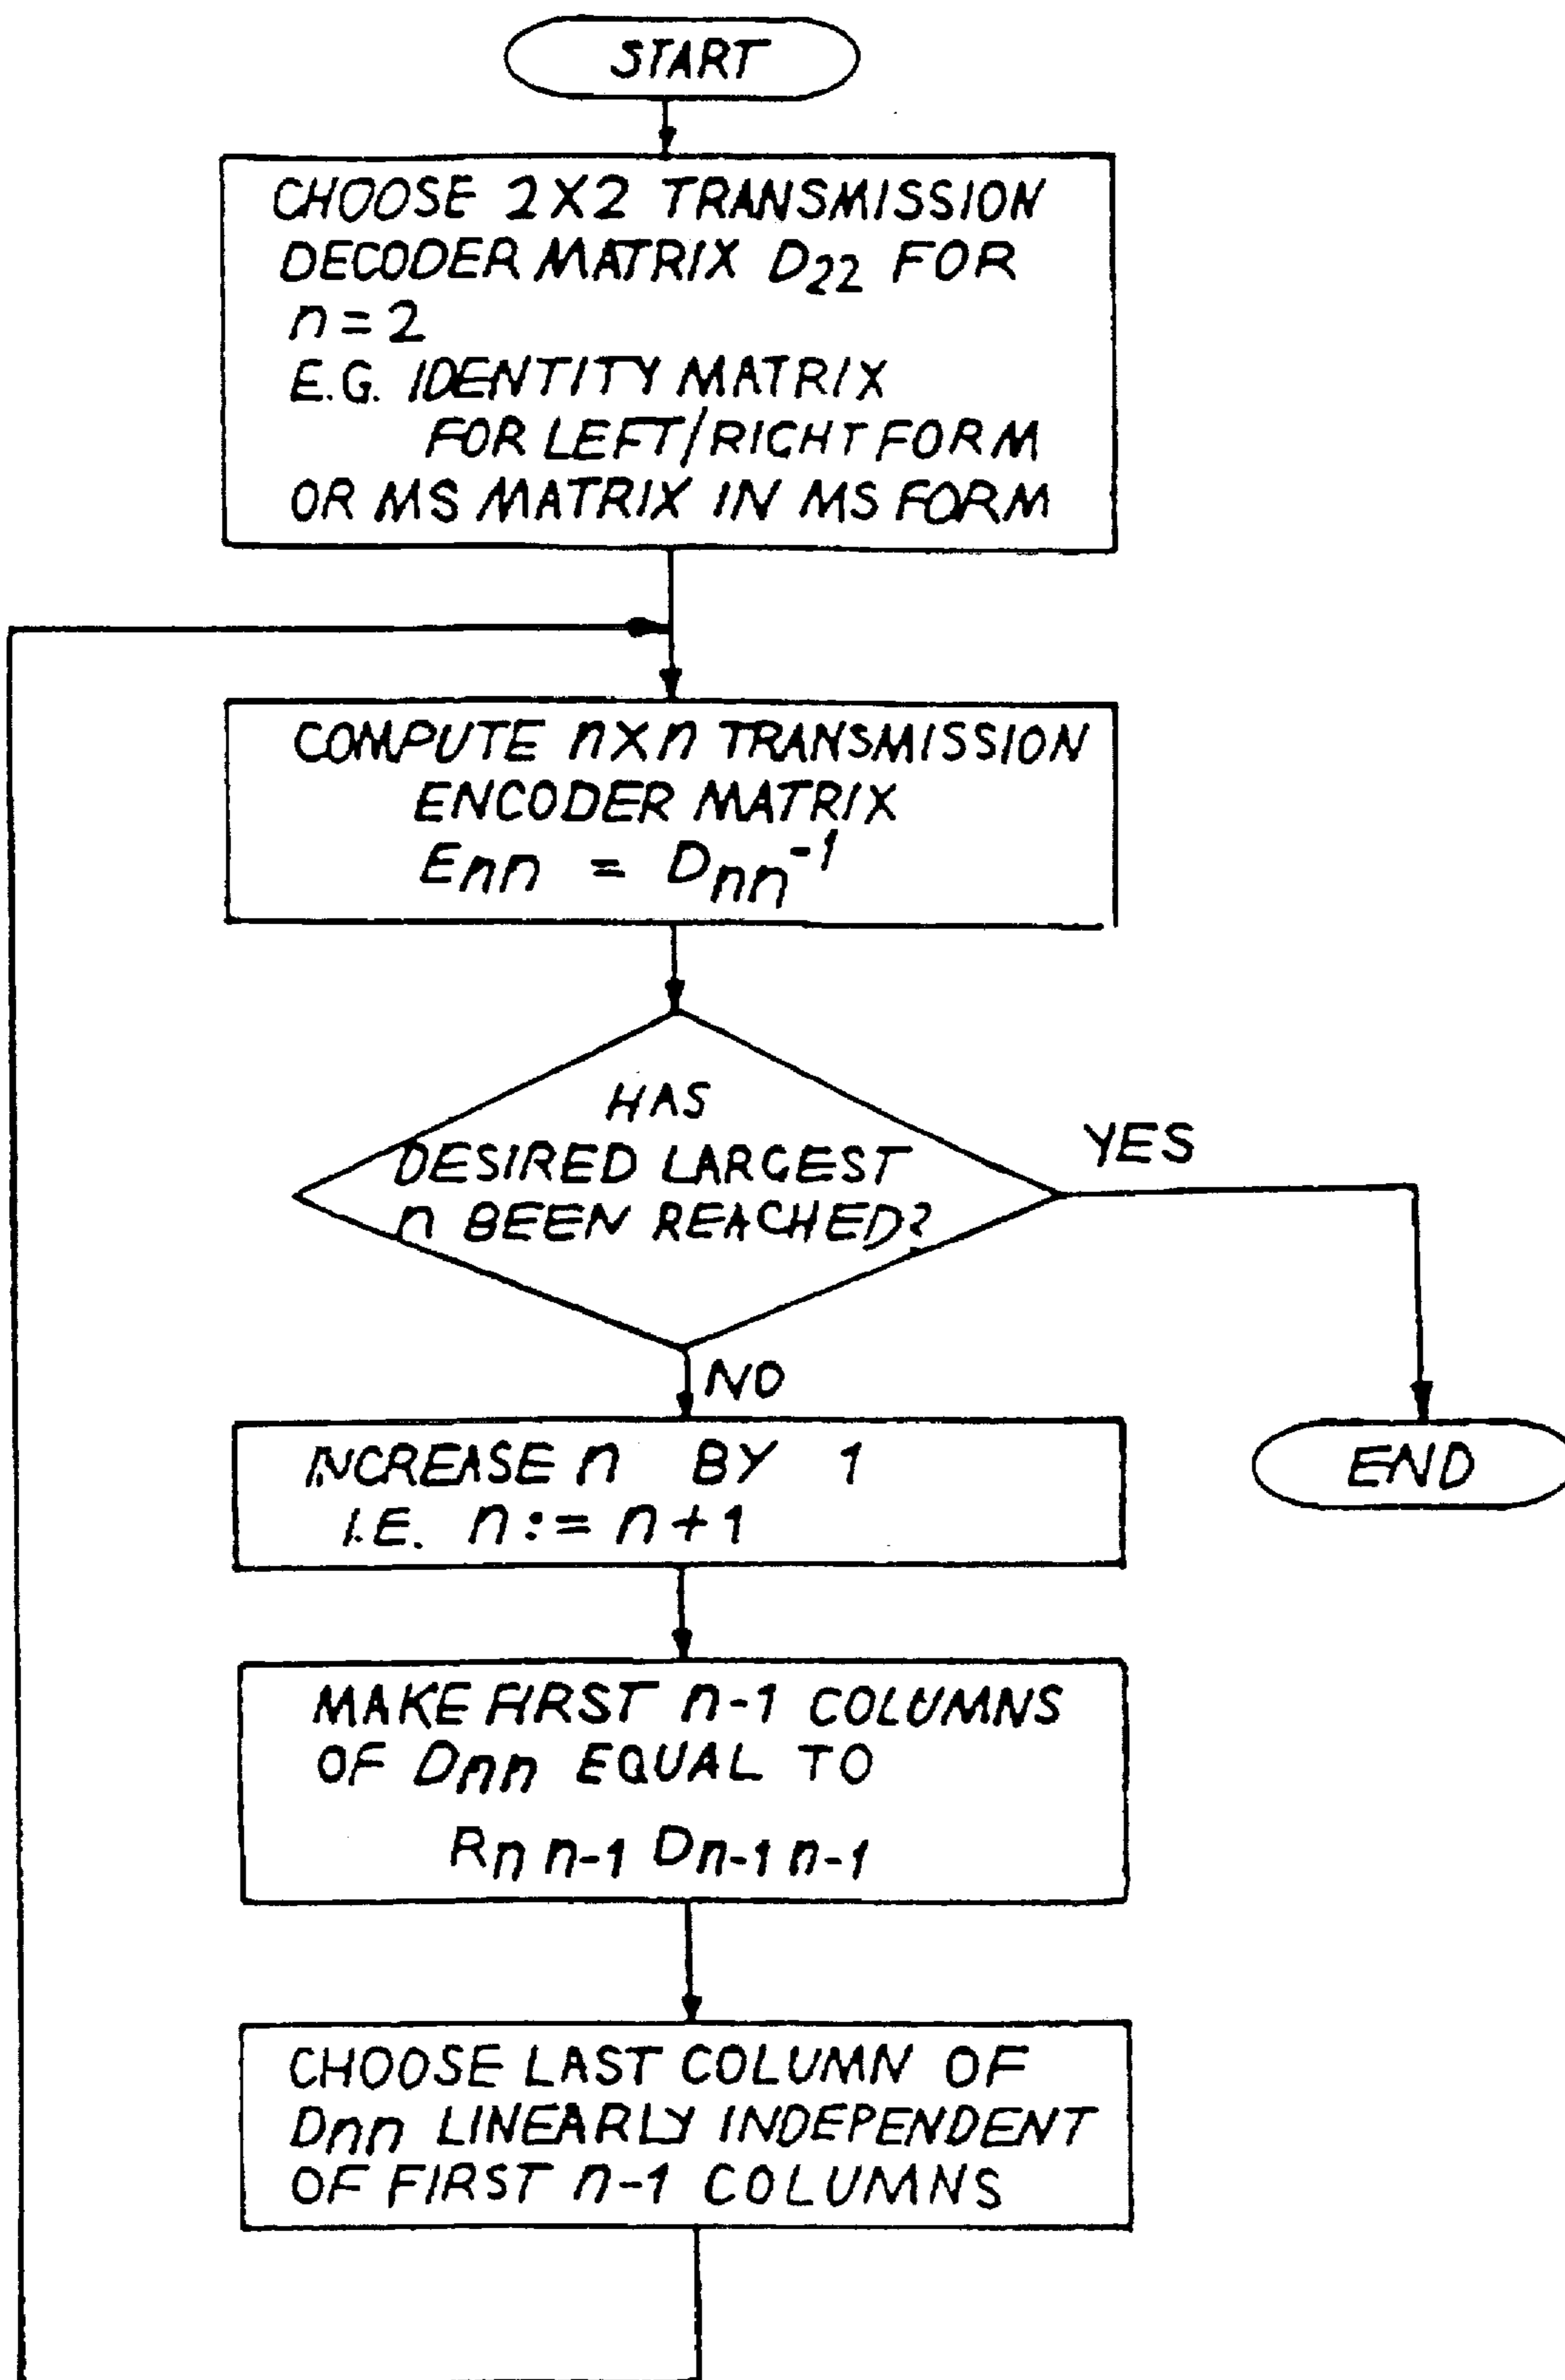 START
CHOOSE 2X2 TRANSMISSION
DECODER MATRIX D22 FOR
n = 2
E.G. IDENTITY MATRIX
FOR LEFT/RIGHT FORM
OR MS MATRIX IN MS FORM
COMPUTE n×n TRANSMISSION
ENCODER MATRIX
Enn = Dnn⁻¹
HAS
DESIRED LARGEST
n BEEN REACHED?
YES
NO
INCREASE n BY 1
I.E. n := n + 1
END
MAKE FIRST n-1 COLUMNS
OF Dnn EQUAL TO
Rn n-1 Dn-1 n-1
CHOOSE LAST COLUMN OF
Dnn LINEARLY INDEPENDENT
OF FIRST n-1 COLUMNS